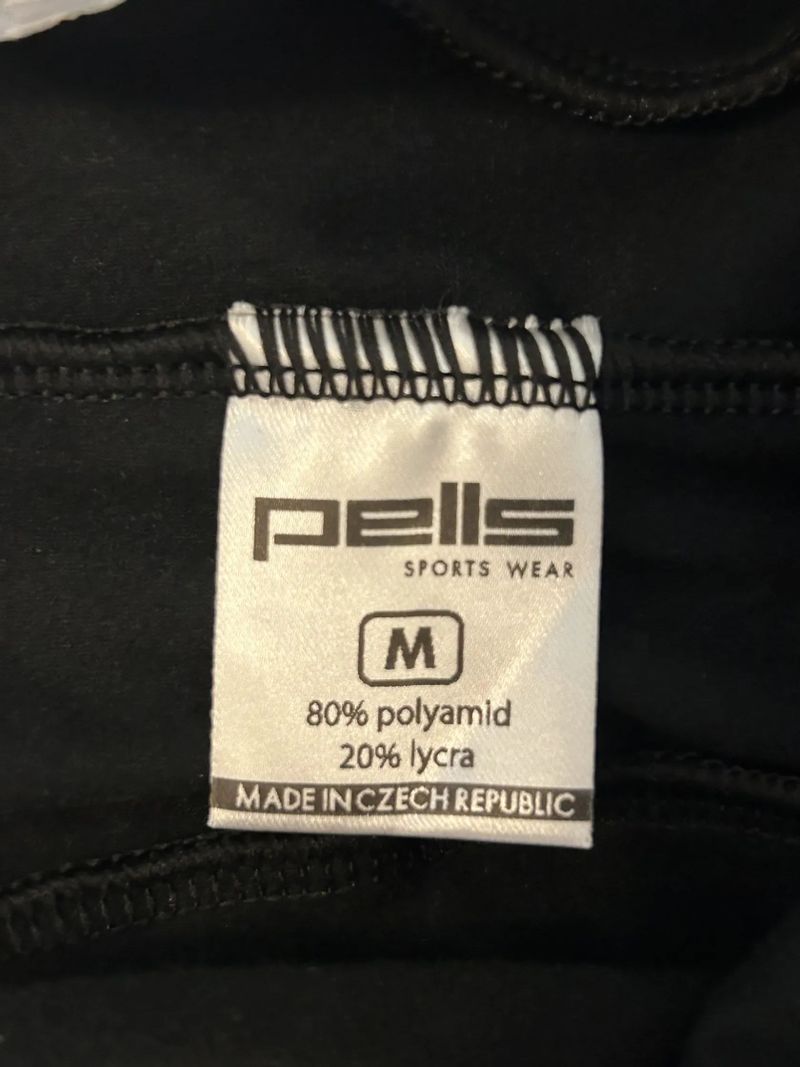 pells
SPORTS WEAR
M
80% polyamid
20% lycra
MADE IN CZECH REPUBLIC